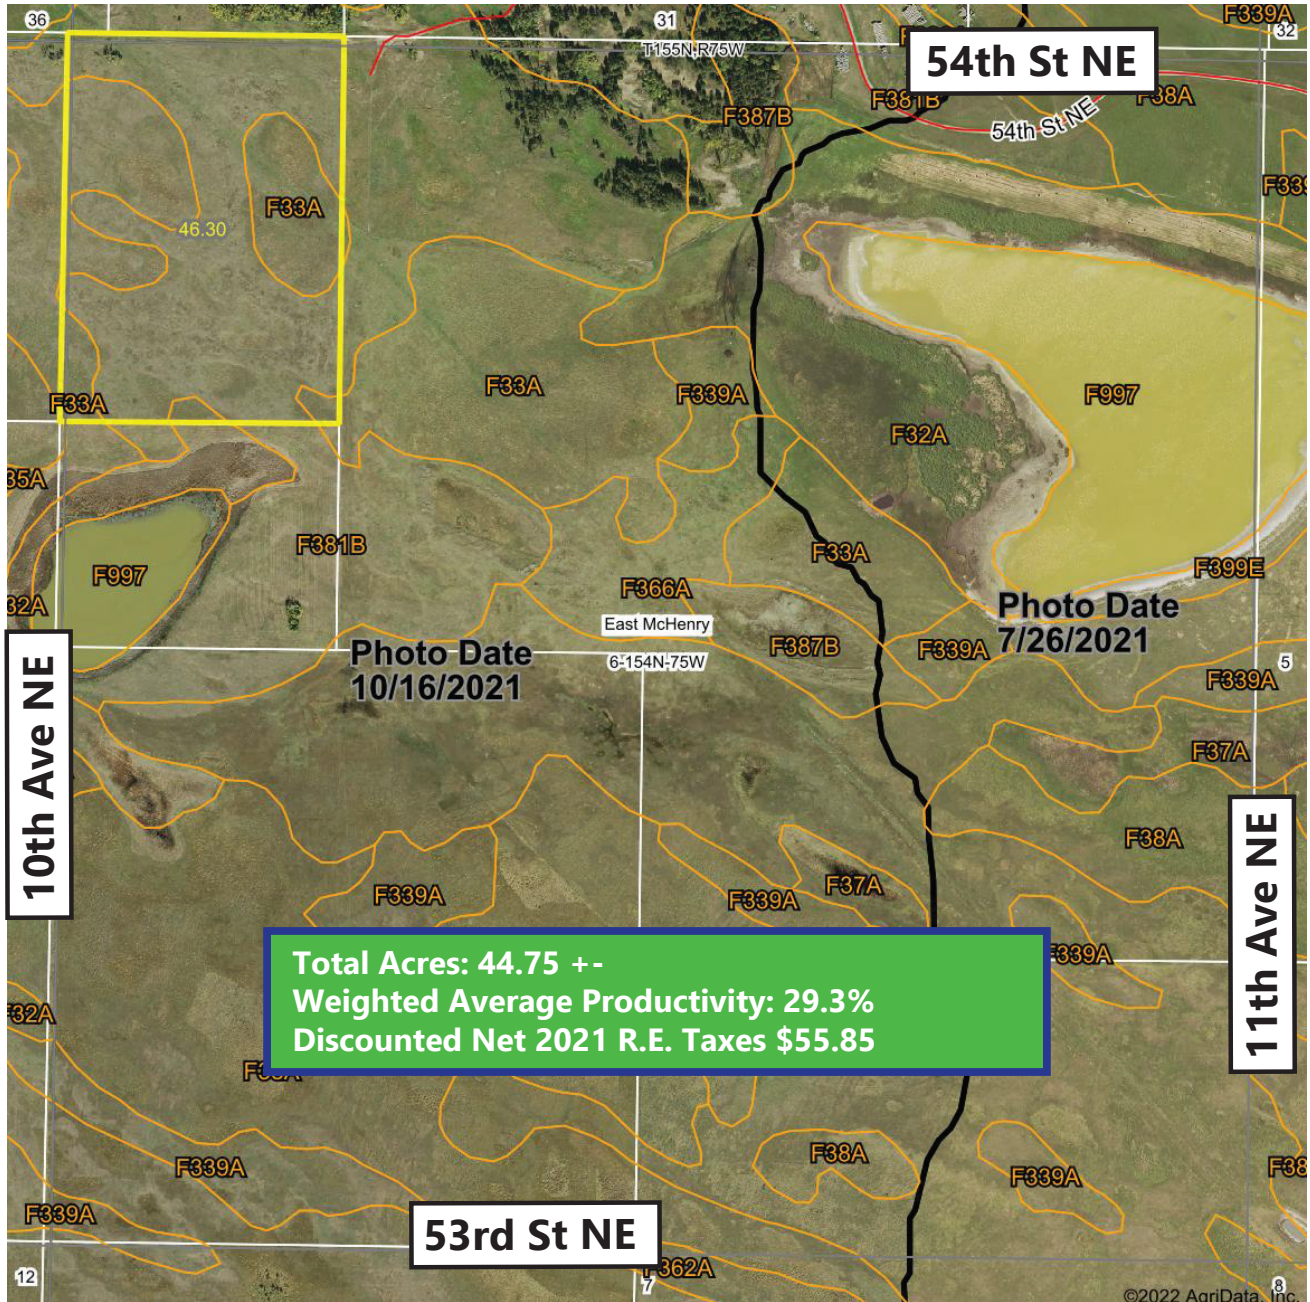 36
31
T155N,R75W
F339A
32
54th St NE
F381B
F38A
F387B
54th St NE
F33A
46.30
F33A
F339A
F997
F33A
F32A
35A
F381B
F33A
F997
F399E
32A
F366A
Photo Date
7/26/2021
East McHenry
F387B
F339A
Photo Date
10/16/2021
6-154N-75W
5
F339A
10th Ave NE
F37A
F38A
11th Ave NE
F339A
F339A
F37A
F339A
Total Acres: 44.75 +-
Weighted Average Productivity: 29.3%
Discounted Net 2021 R.E. Taxes $55.85
F32A
F38A
F339A
F339A
F38
F339A
53rd St NE
F362A
12
7
8
©2022 AgriData, Inc.